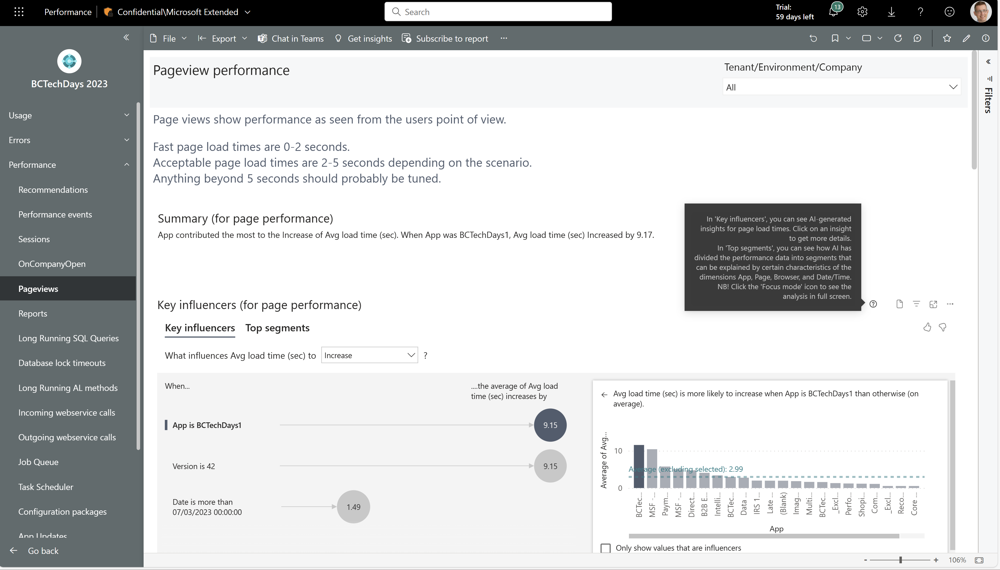 Performance
Confidential\Microsoft Extended
Search
Trial:
59 days left
13
File
Export
Chat in Teams
Get insights
Subscribe to report
BCTechDays 2023
Usage
Errors
Performance
Recommendations
Performance events
Sessions
OnCompanyOpen
Pageviews
Reports
Long Running SQL Queries
Database lock timeouts
Long Running AL methods
Incoming webservice calls
Outgoing webservice calls
Job Queue
Task Scheduler
Configuration packages
App Updates
Go back
Pageview performance
Tenant/Environment/Company
All
Filters
Page views show performance as seen from the users point of view.
Fast page load times are 0-2 seconds.
Acceptable page load times are 2-5 seconds depending on the scenario.
Anything beyond 5 seconds should probably be tuned.
Summary (for page performance)
App contributed the most to the Increase of Avg load time (sec). When App was BCTechDays1, Avg load time (sec) Increased by 9.17.
In 'Key influencers', you can see AI-generated
insights for page load times. Click on an insight
to get more details.
In 'Top segments', you can see how AI has
divided the performance data into segments that
can be explained by certain characteristics of the
dimensions App, Page, Browser, and Date/Time.
NB! Click the 'Focus mode' icon to see the
analysis in full screen.
Key influencers (for page performance)
Key influencers
Top segments
What influences Avg load time (sec) to
Increase
?
When...
....the average of Avg load
time (sec) increases by
App is BCTechDays1
9.15
Version is 42
9.15
Date is more than
07/03/2023 00:00:00
1.49
Avg load time (sec) is more likely to increase when App is BCTechDays1 than otherwise (on
average).
Average of Avg...
10
0
Average (excluding selected): 2.99
BCTec...
MSF -...
Paym...
MSF -...
Direct...
B2B E...
Intelli...
BCTec...
Data ...
IRS 1...
Late ...
(Blank)
Imag...
Multi...
BCTec...
_Excl...
Perfo...
Shopi...
Com...
_Excl...
Reco...
Core ...
App
Only show values that are influencers
- + 106%